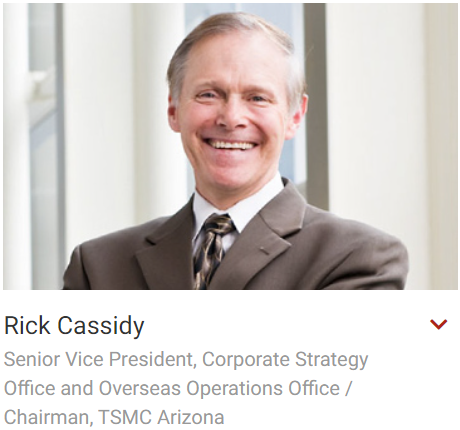 Rick Cassidy
Senior Vice President, Corporate Strategy
Office and Overseas Operations Office /
Chairman, TSMC Arizona